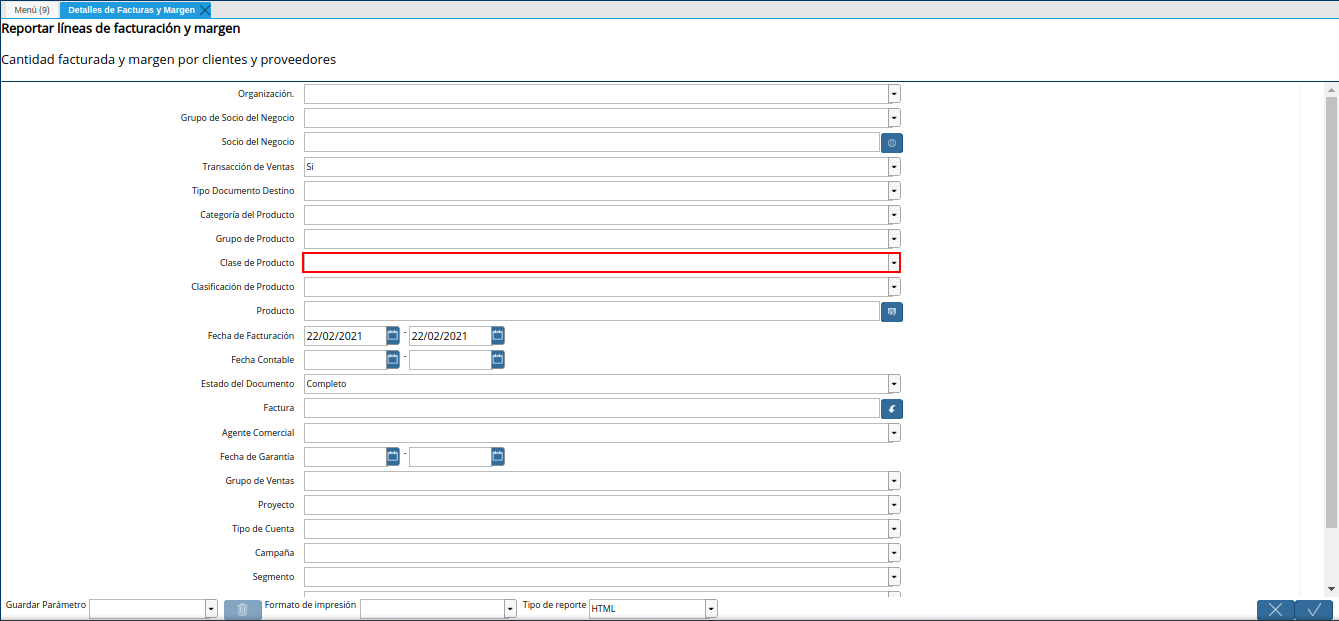 Menú (9) Detalles de Facturas y Margen
Reportar líneas de facturación y margen
Cantidad facturada y margen por clientes y proveedores
Organización.
Grupo de Socio del Negocio
Socio del Negocio
Transacción de Ventas Si
Tipo Documento Destino
Categoría del Producto
Grupo de Producto
Clase de Producto
Clasificación de Producto
Producto
Fecha de Facturación 22/02/2021 - 22/02/2021
Fecha Contable -
Estado del Documento Completo
Factura
Agente Comercial
Fecha de Garantía -
Grupo de Ventas
Proyecto
Tipo de Cuenta
Campaña
Segmento
Guardar Parámetro Formato de impresión Tipo de reporte HTML